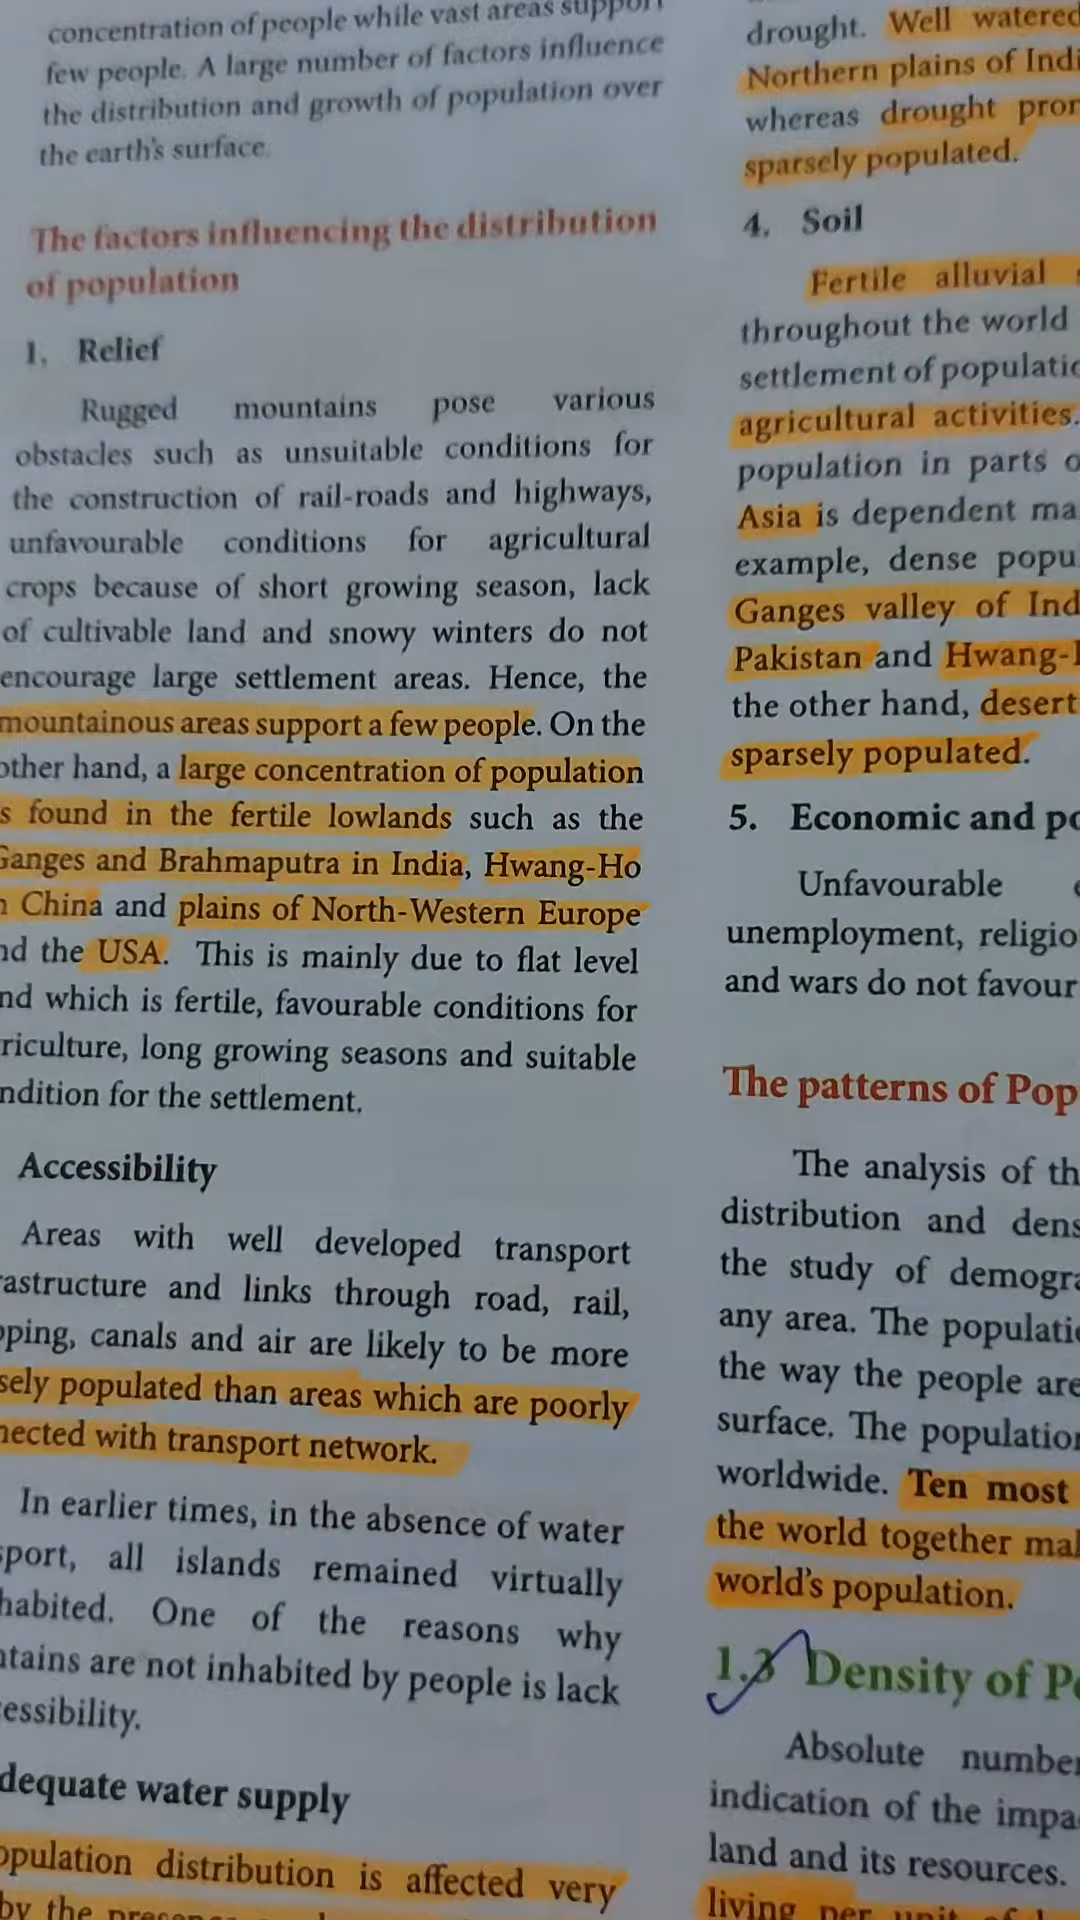 concentration of people while vast areas support
few people. A large number of factors influence
the distribution and growth of population over
the earth's surface.
The factors influencing the distribution
of population
1. Relief
Rugged mountains pose various
obstacles such as unsuitable conditions for
the construction of rail-roads and highways,
unfavourable conditions for agricultural
crops because of short growing season, lack
of cultivable land and snowy winters do not
encourage large settlement areas. Hence, the
mountainous areas support a few people. On the
other hand, a large concentration of population
s found in the fertile lowlands such as the
Ganges and Brahmaputra in India, Hwang-Ho
n China and plains of North-Western Europe
nd the USA. This is mainly due to flat level
nd which is fertile, favourable conditions for
riculture, long growing seasons and suitable
ndition for the settlement.
Accessibility
Areas with well developed transport
rastructure and links through road, rail,
pping, canals and air are likely to be more
sely populated than areas which are poorly
nected with transport network.
In earlier times, in the absence of water
sport, all islands remained virtually
habited. One of the reasons why
ntains are not inhabited by people is lack
essibility.
dequate water supply
opulation distribution is affected very
by the
drought. Well watered
Northern plains of Indi
whereas drought pron
sparsely populated.
4. Soil
Fertile alluvial s
throughout the world
settlement of populatio
agricultural activities.
population in parts o
Asia is dependent ma
example, dense popu
Ganges valley of Ind
Pakistan and Hwang-H
the other hand, desert
sparsely populated.
5. Economic and po
Unfavourable e
unemployment, religio
and wars do not favour
The patterns of Pop
The analysis of th
distribution and dens
the study of demogra
any area. The populatio
the way the people are
surface. The population
worldwide. Ten most
the world together mak
world's population.
1.3 Density of Po
Absolute number
indication of the impa
land and its resources.
living per unit of l